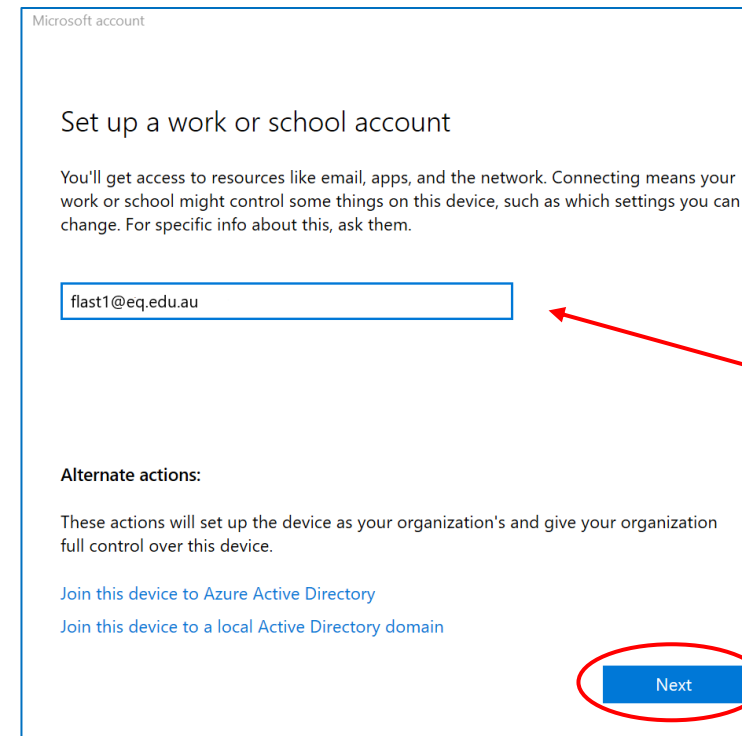 Microsoft account
Set up a work or school account
You'll get access to resources like email, apps, and the network. Connecting means your
work or school might control some things on this device, such as which settings you can
change. For specific info about this, ask them.
flast1@eq.edu.au
Alternate actions:
These actions will set up the device as your organization's and give your organization
full control over this device.
Join this device to Azure Active Directory
Join this device to a local Active Directory domain
Next